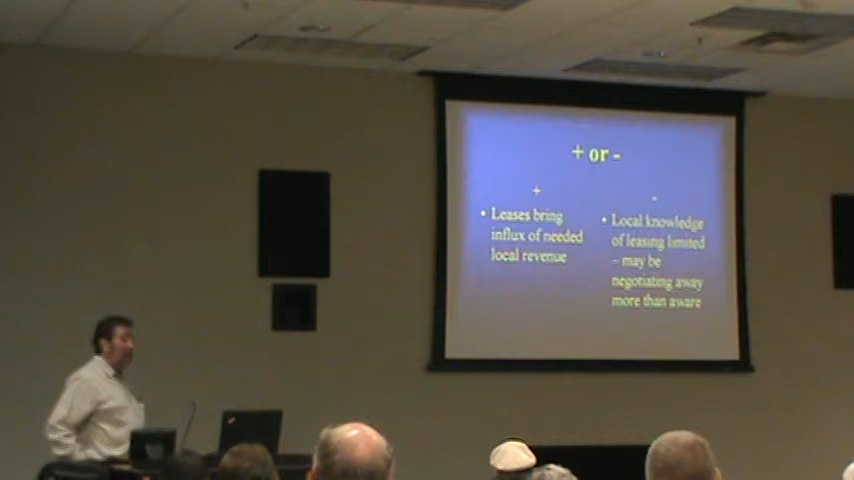 + or -
+
• Leases bring
influx of needed
local revenue
-
• Local knowledge
of leasing limited
– may be
negotiating away
more than aware